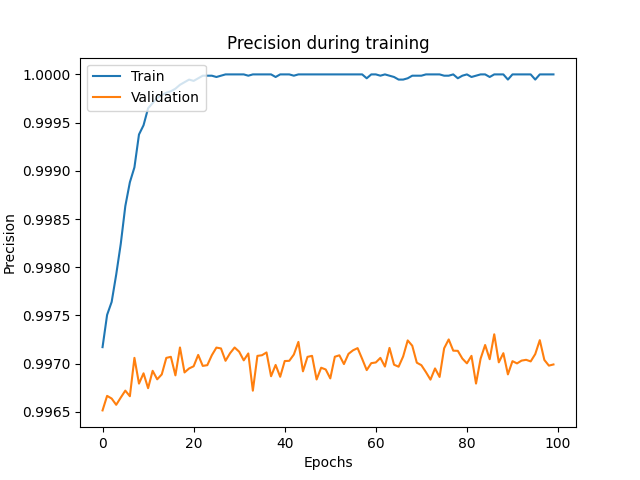 Precision during training
Train
Validation
1.0000
0.9995
0.9990
0.9985
0.9980
0.9975
0.9970
0.9965
Precision
0 20 40 60 80 100
Epochs